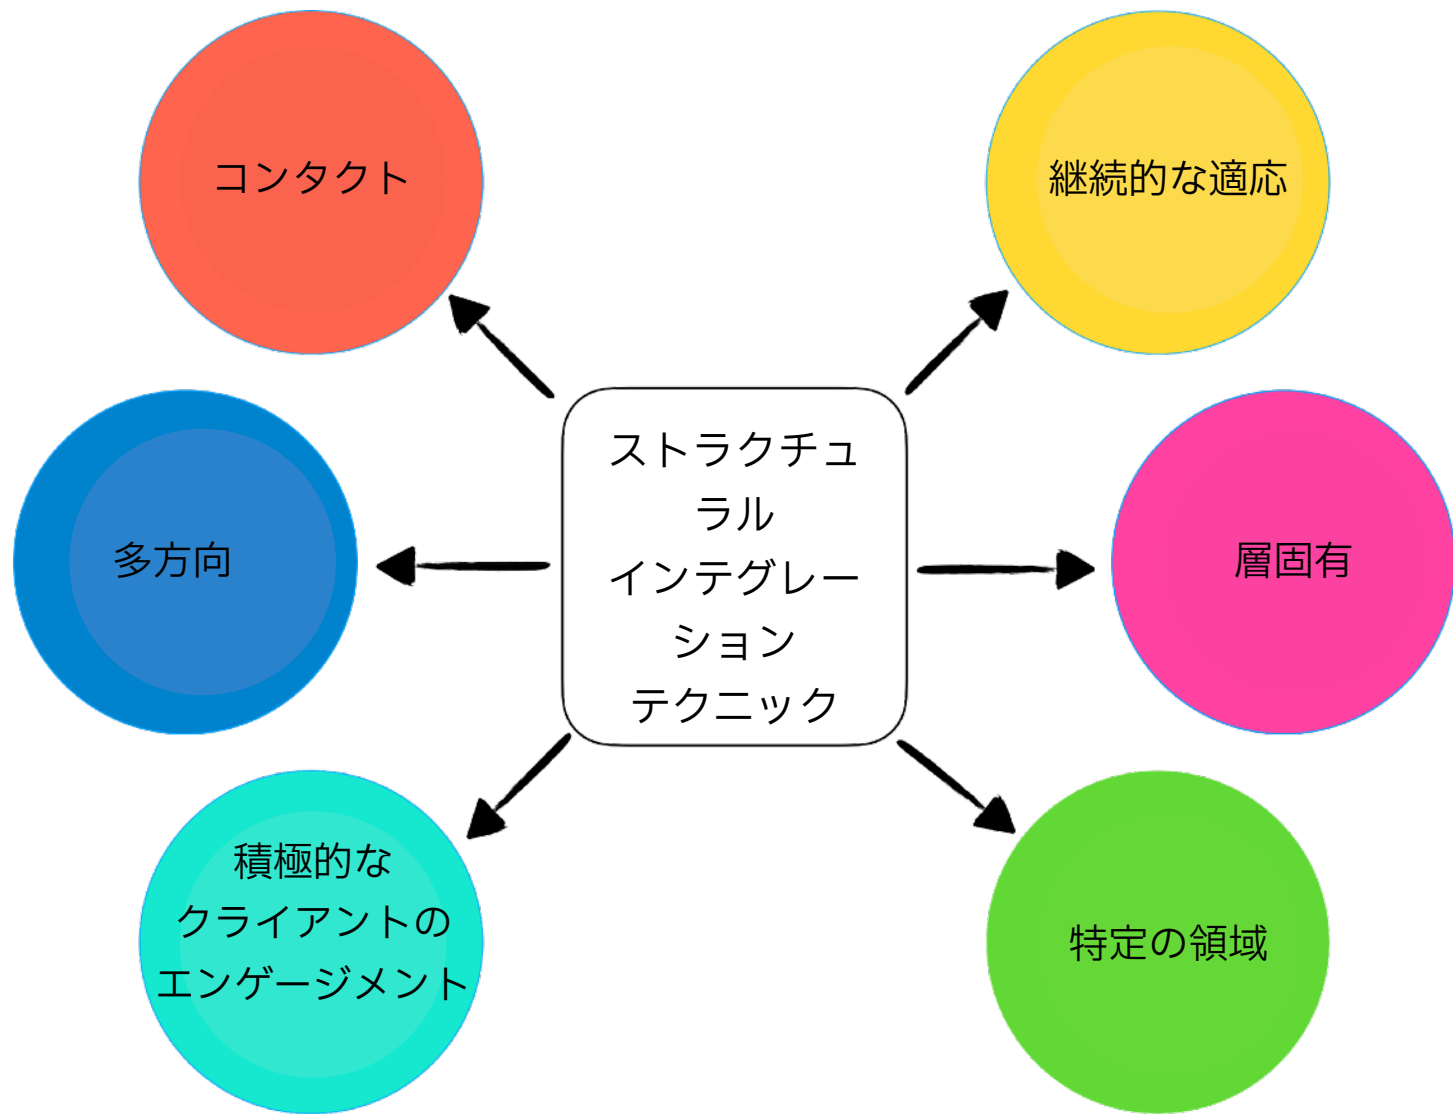 コンタクト
継続的な適応
ストラクチュ
ラル
インテグレー
ション
テクニック
多方向
層固有
積極的な
クライアントの
エンゲージメント
特定の領域